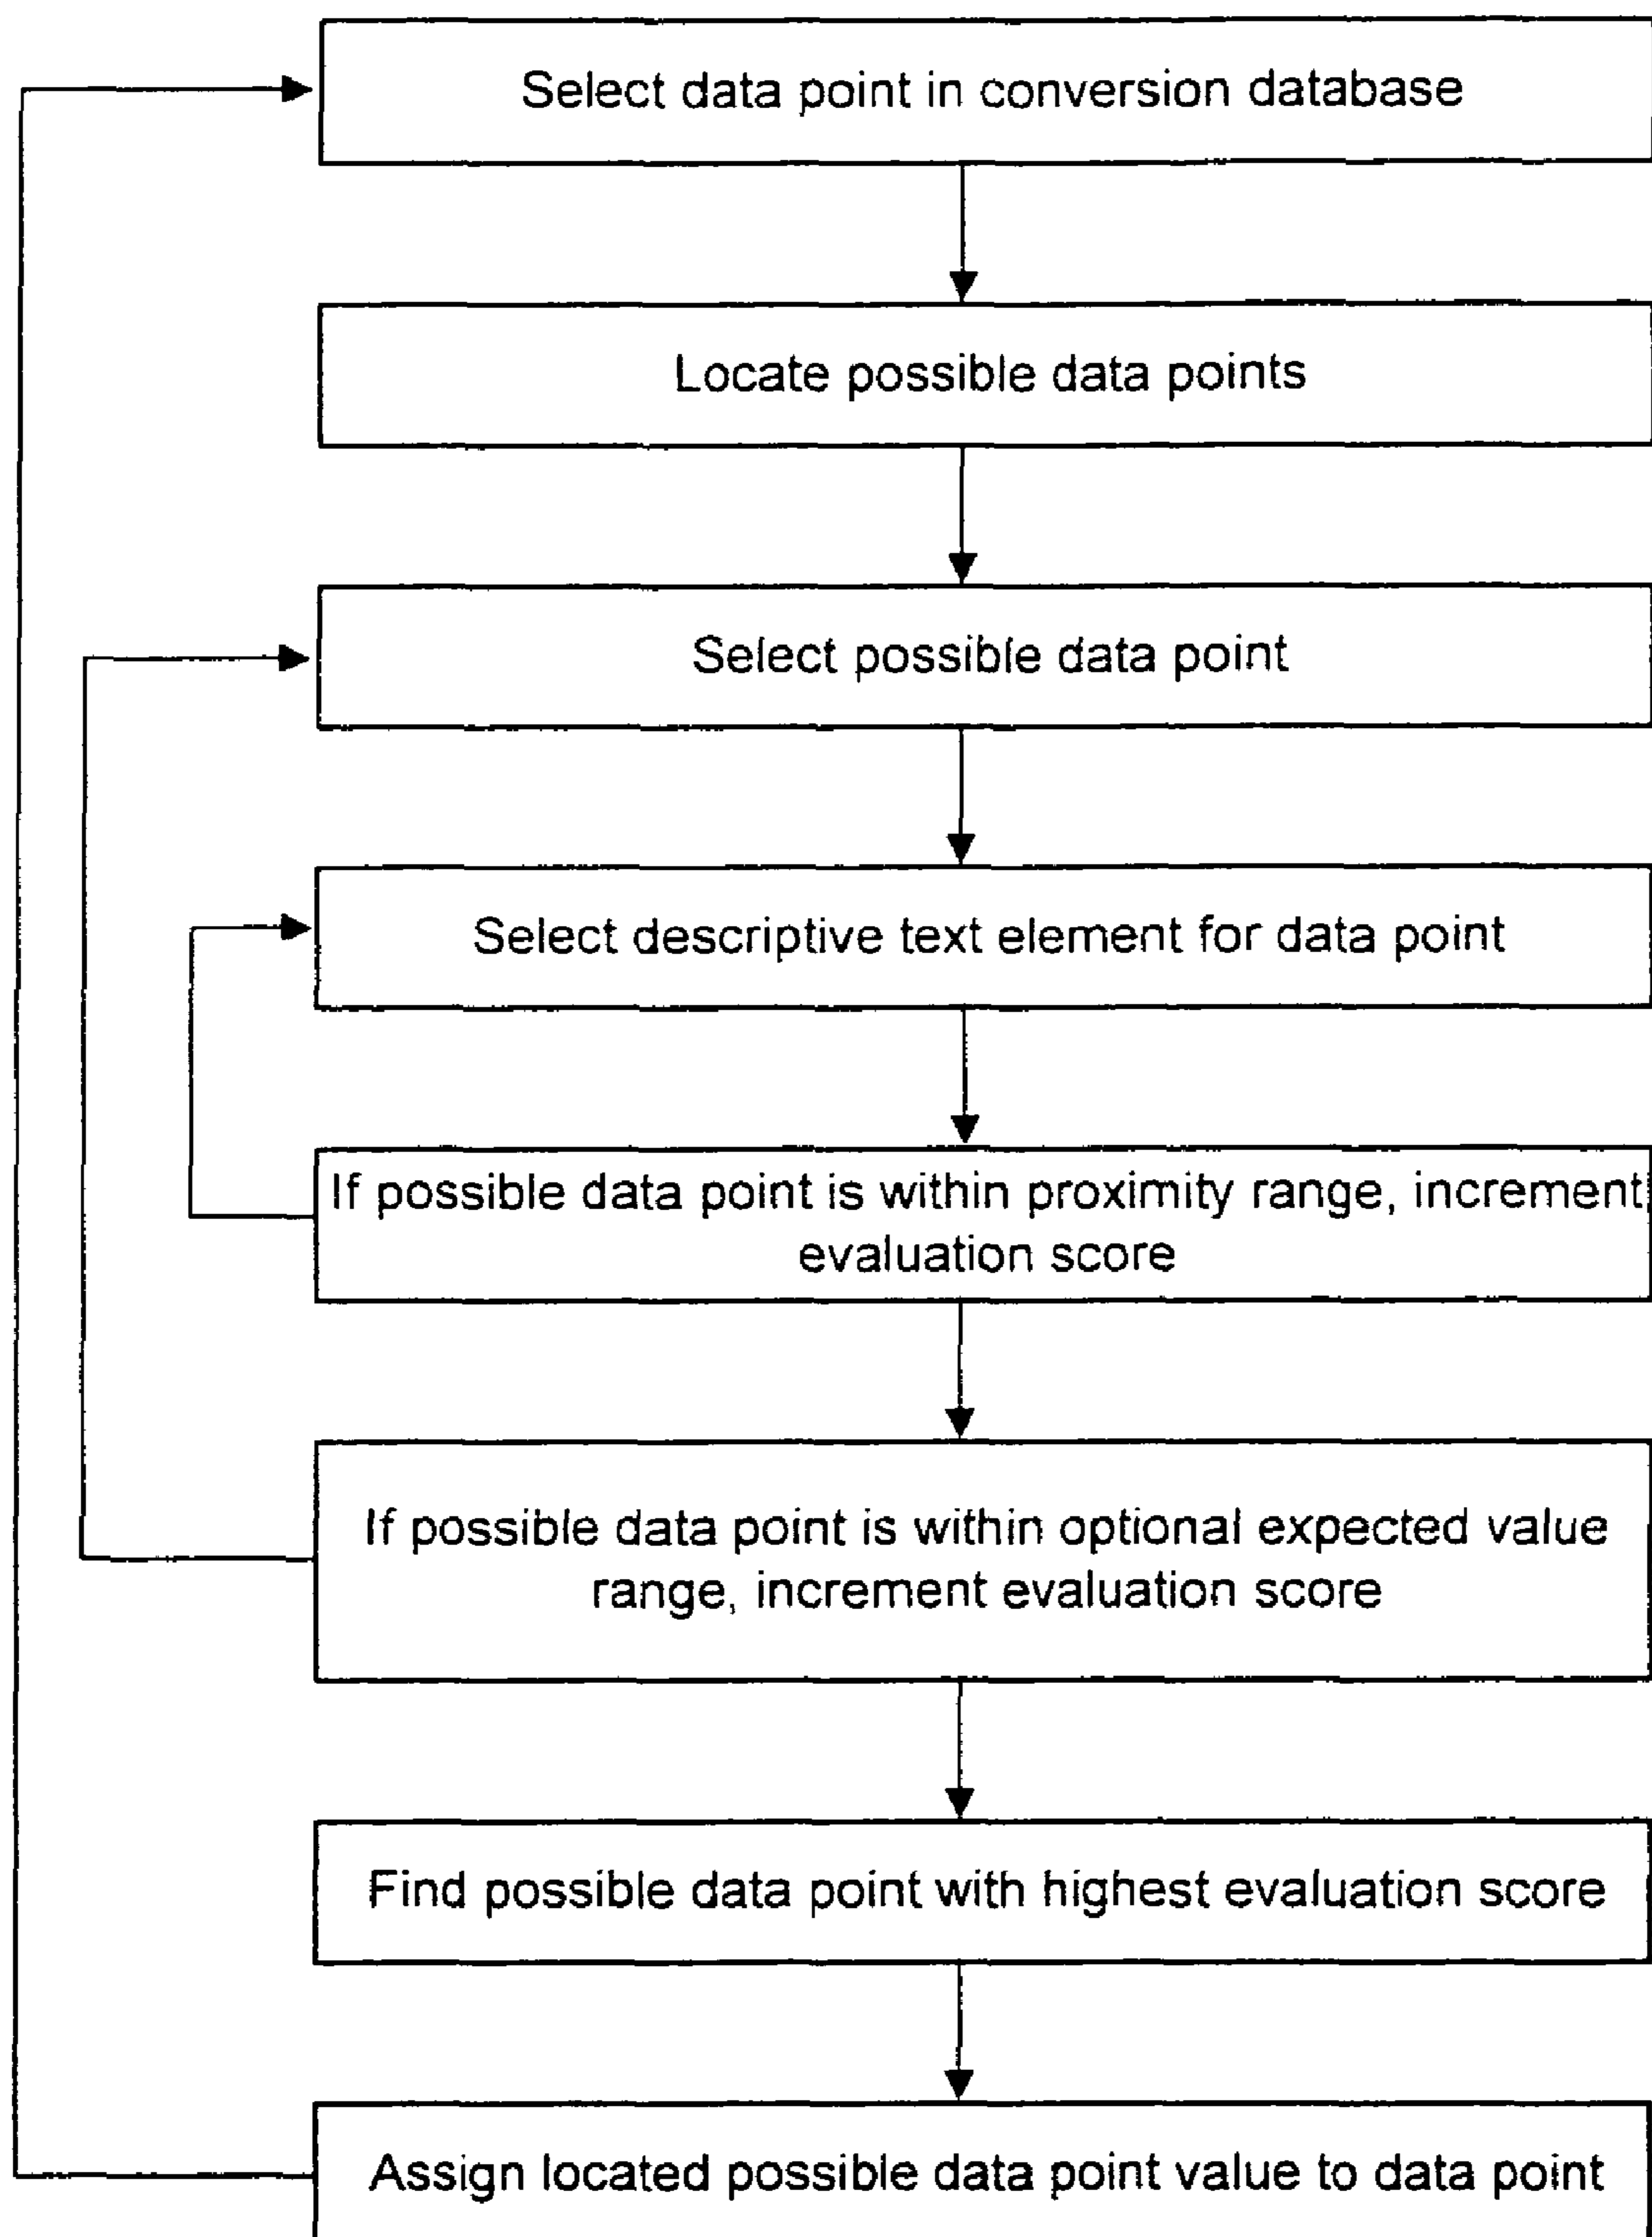 Select data point in conversion database
Locate possible data points
Select possible data point
Select descriptive text element for data point
If possible data point is within proximity range, increment
evaluation score
If possible data point is within optional expected value
range, increment evaluation score
Find possible data point with highest evaluation score
Assign located possible data point value to data point